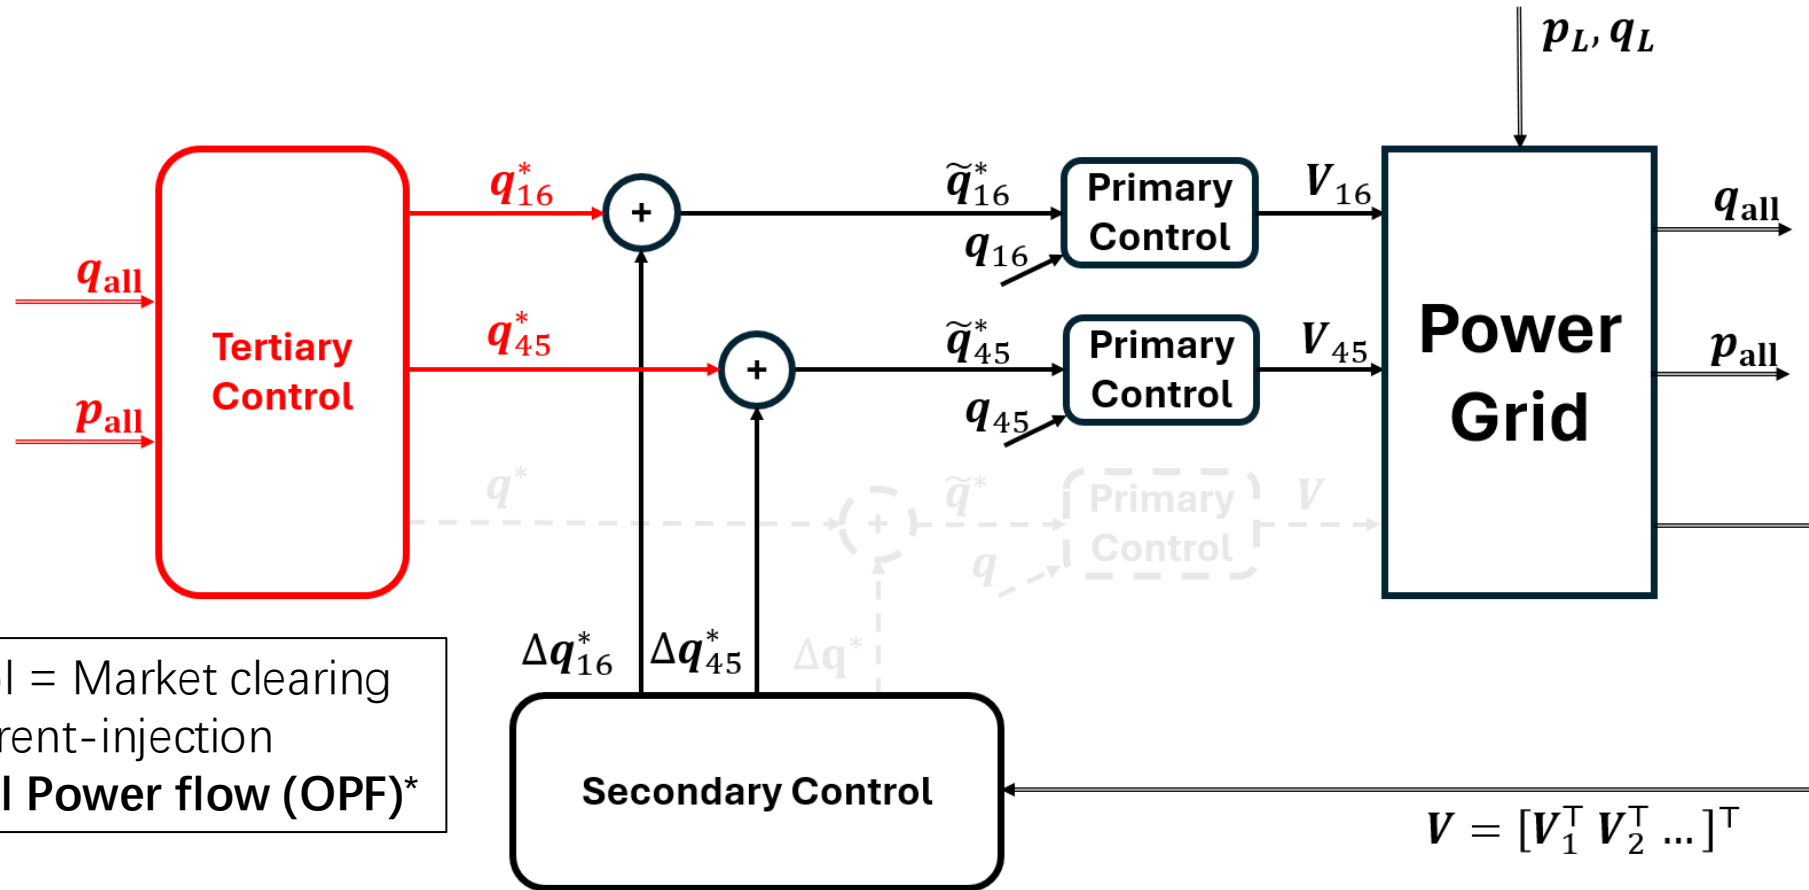 p_L, q_L
q*_16
+
q̃*_16
Primary
Control
V_16
q_16
q_all
q_all
Tertiary
Control
q*_45
+
q̃*_45
Primary
Control
V_45
q_45
Power
Grid
p_all
p_all
q*
+
q̃*
Primary
Control
V
q
Δq*_16
Δq*_45
Δq*
= Market clearing
-injection
Power flow (OPF)*
Secondary Control
V = [V_1^⊤ V_2^⊤ …]^⊤